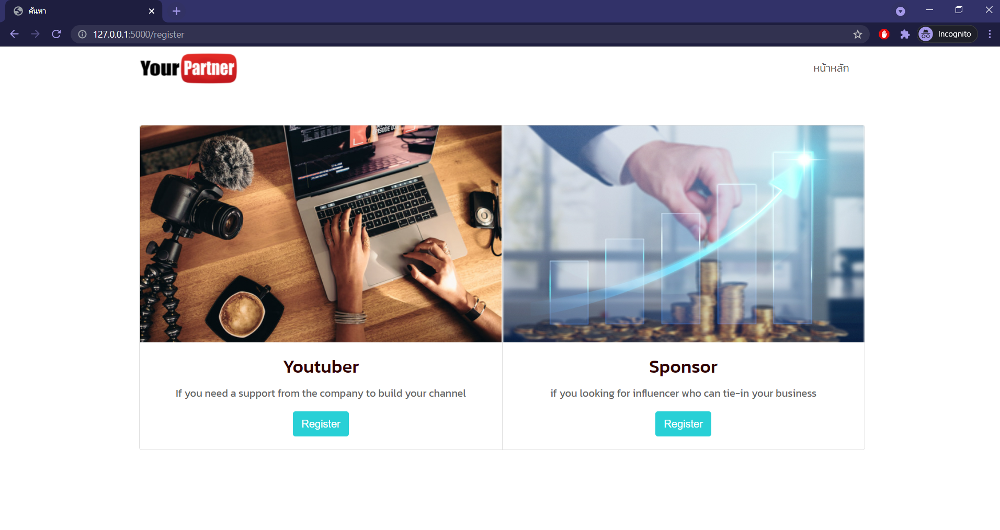 ค้นหา
127.0.0.1:5000/register
Incognito
Your Partner
หน้าหลัก
EPISODE 03
Youtuber
Sponsor
If you need a support from the company to build your channel
if you looking for influencer who can tie-in your business
Register
Register